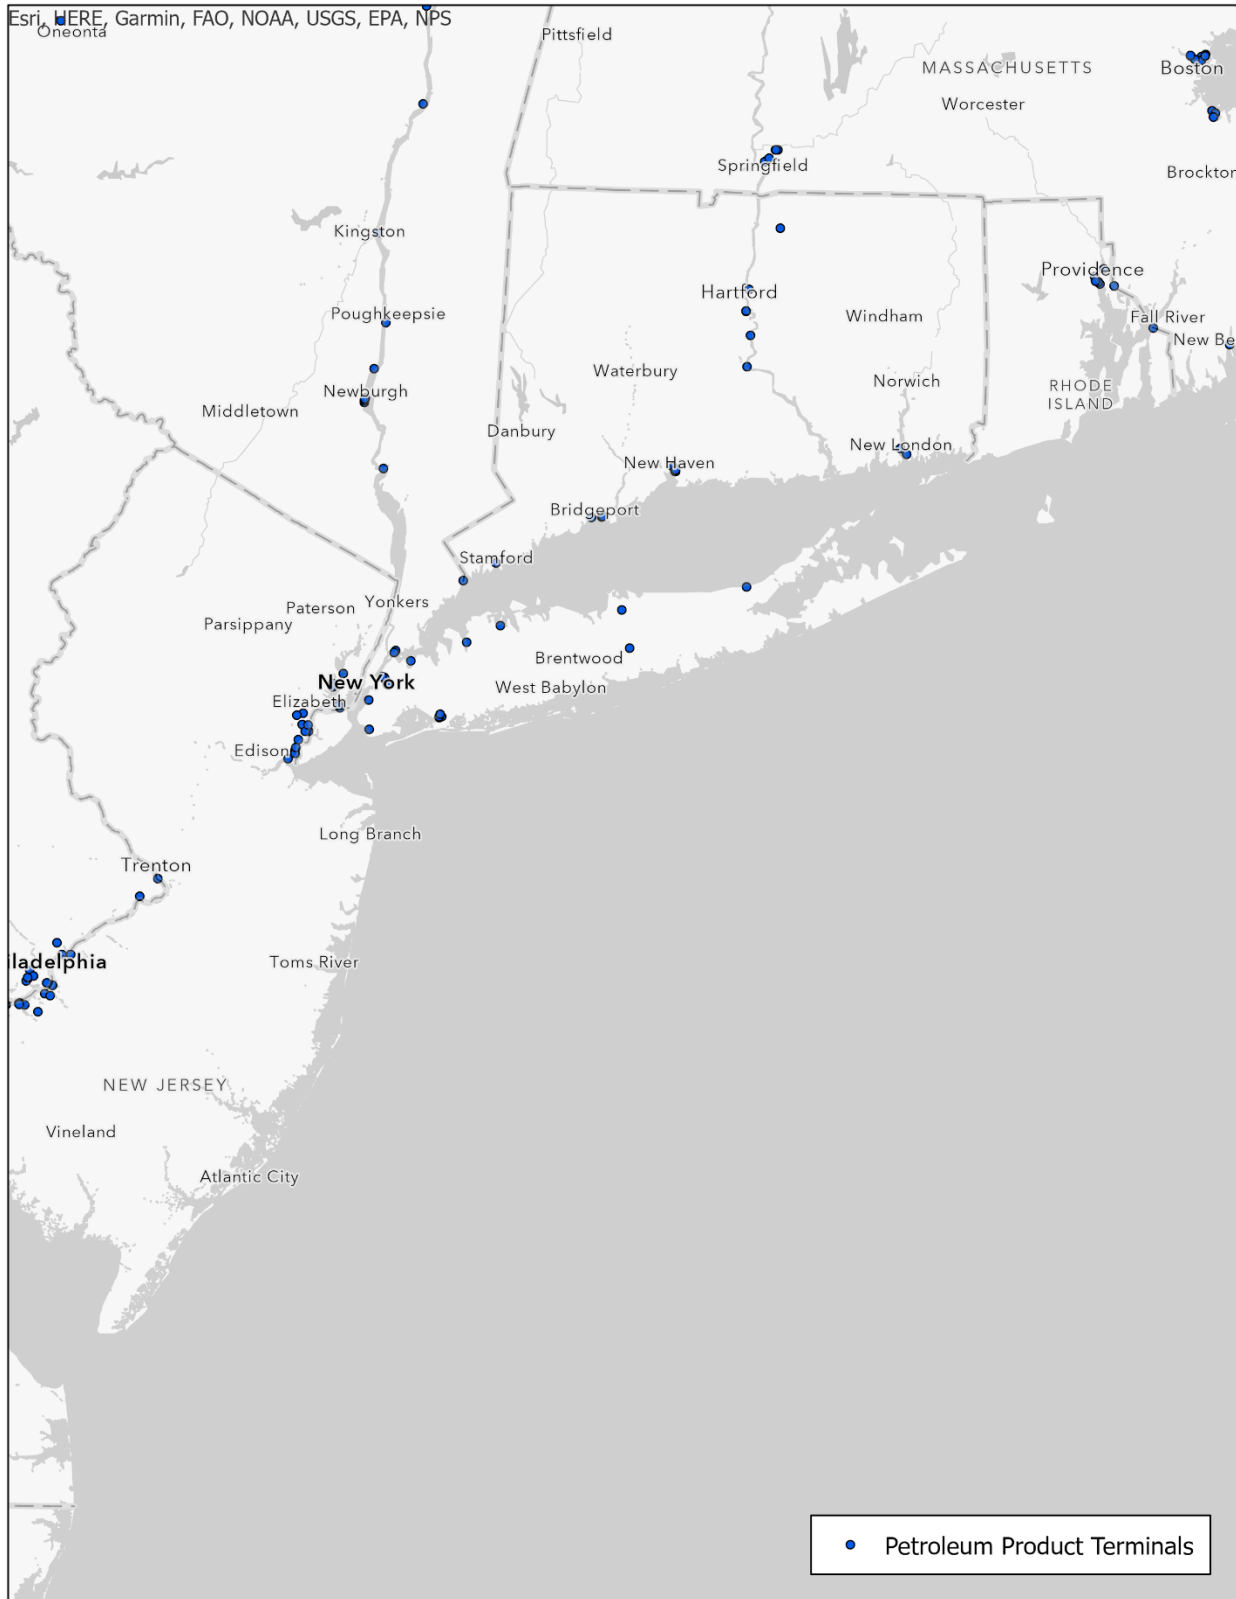 Esri, HERE, Garmin, FAO, NOAA, USGS, EPA, NPS
Oneonta
Pittsfield
MASSACHUSETTS
Boston
Worcester
Springfield
Brockton
Kingston
Providence
Hartford
Poughkeepsie
Windham
Fall River
New Be
Waterbury
Norwich
RHODE
ISLAND
Newburgh
Middletown
Danbury
New London
New Haven
Bridgeport
Stamford
Paterson
Yonkers
Parsippany
Brentwood
New York
West Babylon
Elizabeth
Edison
Long Branch
Trenton
iladelphia
Toms River
NEW JERSEY
Vineland
Atlantic City
Petroleum Product Terminals